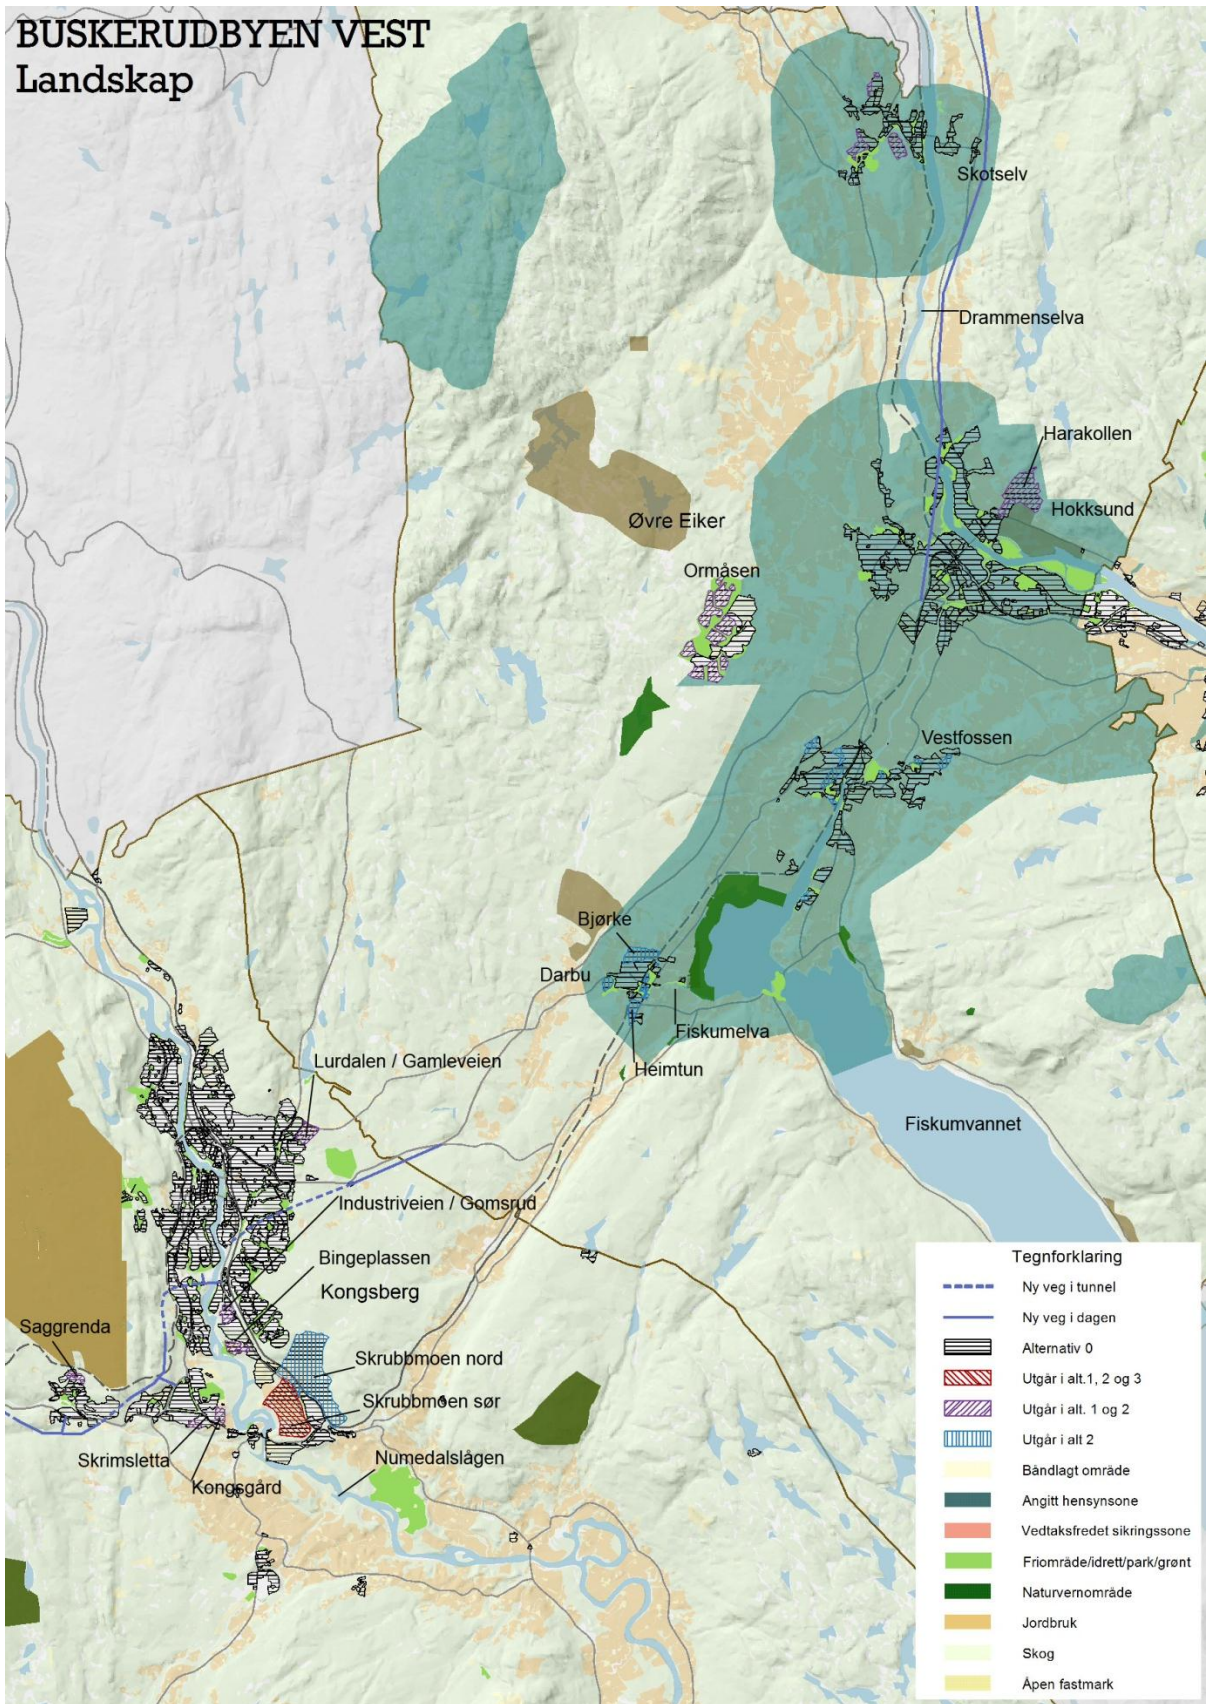 BUSKERUDBYEN VEST
Landskap
Skotselv
Drammenselva
Harakollen
Hokksund
Øvre Eiker
Ormåsen
Vestfossen
Bjørke
Darbu
Fiskumelva
Heimtun
Lurdalen / Gamleveien
Fiskumvannet
Industriveien / Gomsrud
Bingeplassen
Kongsberg
Saggrenda
Skrubbmoen nord
Skrubbmoen sør
Skrimsletta
Kongsgård
Numedalslågen
Tegnforklaring
Ny veg i tunnel
Ny veg i dagen
Alternativ 0
Utgår i alt.1, 2 og 3
Utgår i alt. 1 og 2
Utgår i alt 2
Båndlagt område
Angitt hensynsone
Vedtaksfredet sikringssone
Friområde/idrett/park/grønt
Naturvernområde
Jordbruk
Skog
Åpen fastmark